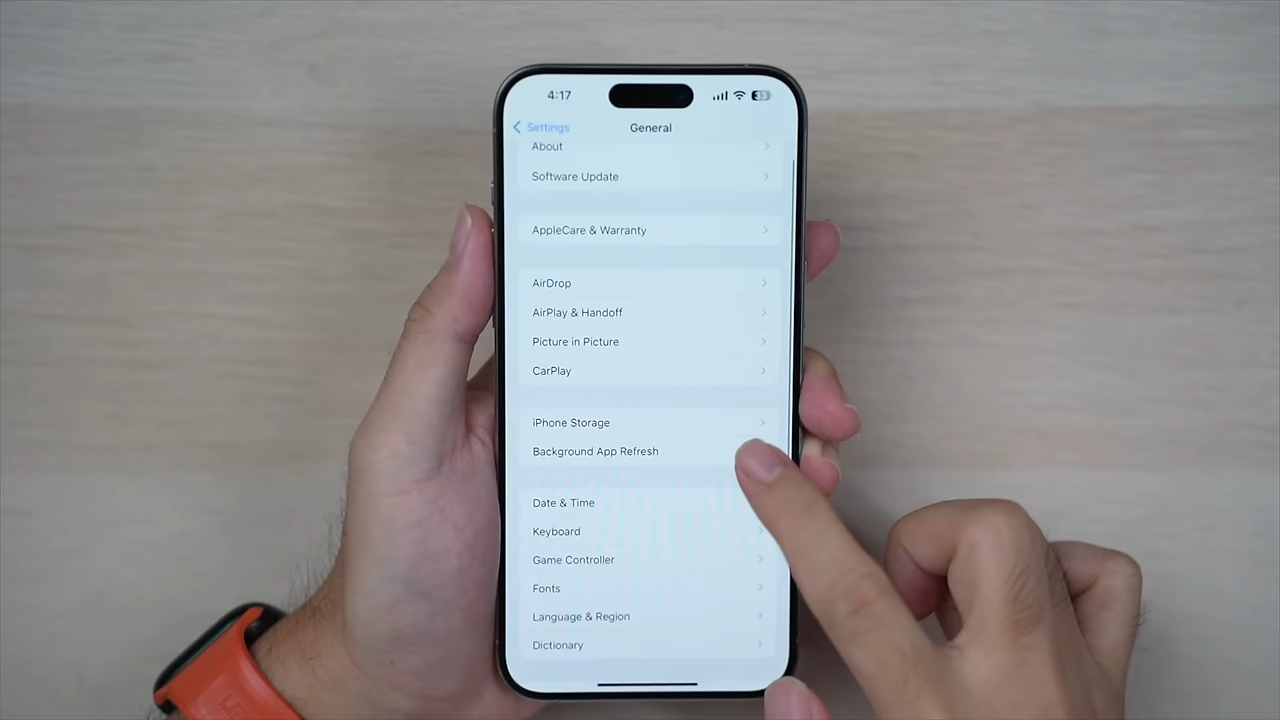 4:17
33
Settings
General
About
Software Update
AppleCare & Warranty
AirDrop
AirPlay & Handoff
Picture in Picture
CarPlay
iPhone Storage
Background App Refresh
Date & Time
Keyboard
Game Controller
Fonts
Language & Region
Dictionary